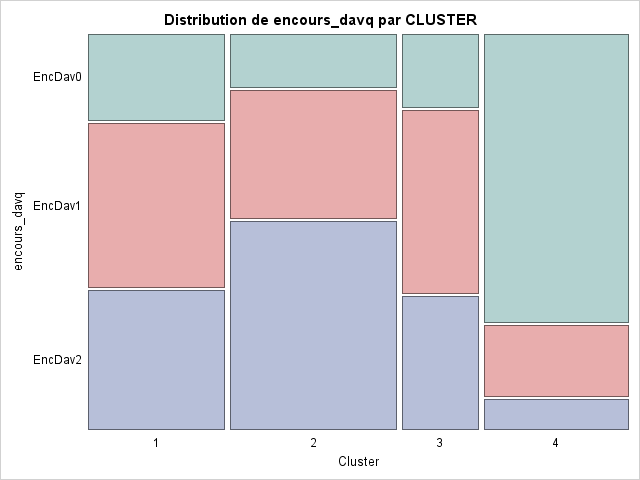 Distribution de encours_davq par CLUSTER
EncDav0
EncDav1
EncDav2
encours_davq
1 2 3 4
Cluster